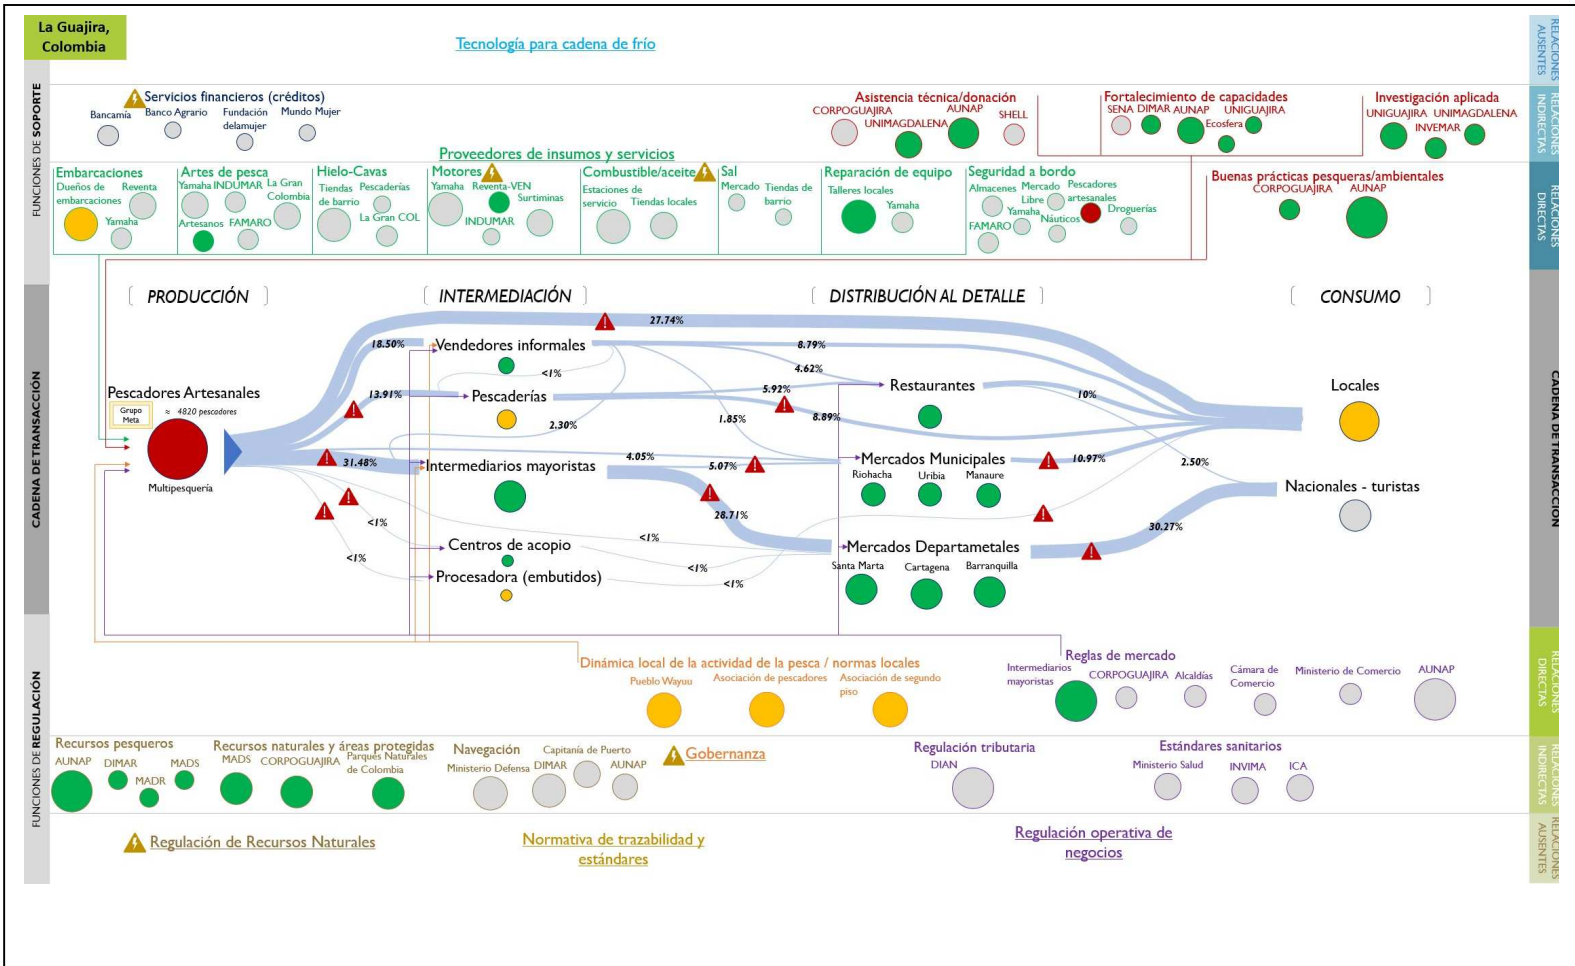 La Guajira,
Colombia
Tecnología para cadena de frío
RELACIONES
AUSENTES
FUNCIONES DE SOPORTE
Servicios financieros (créditos)
Bancamía
Banco Agrario
Fundación
delamujer
Mundo Mujer
Asistencia técnica/donación
CORPOGUAJIRA
UNIMAGDALENA
AUNAP
SHELL
Fortalecimiento de capacidades
SENA
DIMAR
AUNAP
UNIGUAJIRA
Ecosfera
Investigación aplicada
UNIGUAJIRA
UNIMAGDALENA
INVEMAR
RELACIONES
INDIRECTAS
Proveedores de insumos y servicios
Embarcaciones
Dueños de
embarcaciones
Reventa
Yamaha
Artes de pesca
Yamaha
INDUMAR
La Gran
Colombia
Artesanos
FAMARO
Hielo-Cavas
Tiendas
de barrio
Pescaderías
La Gran COL
Motores
Yamaha
Reventa-VEN
Surtiminas
INDUMAR
Combustible/aceite
Estaciones de
servicio
Tiendas locales
Sal
Mercado
Tiendas de
barrio
Reparación de equipo
Talleres locales
Yamaha
Seguridad a bordo
Almacenes
Mercado
Libre
Pescadores
artesanales
Yamaha
Náuticos
Droguerías
FAMARO
Buenas prácticas pesqueras/ambientales
CORPOGUAJIRA
AUNAP
RELACIONES
DIRECTAS
CADENA DE TRANSACCIÓN
PRODUCCIÓN
INTERMEDIACIÓN
DISTRIBUCIÓN AL DETALLE
CONSUMO
27.74%
18.50%
Vendedores informales
8.79%
<1%
4.62%
Pescadores Artesanales
Grupo
Meta
≈ 4820 pescadores
Multipesquería
13.91%
Pescaderías
5.92%
8.89%
Restaurantes
10%
Locales
2.30%
1.85%
31.48%
Intermediarios mayoristas
4.05%
5.07%
Mercados Municipales
Riohacha
Uribia
Manaure
10.97%
2.50%
Nacionales - turistas
28.71%
<1%
<1%
Centros de acopio
<1%
<1%
Procesadora (embutidos)
<1%
Mercados Departametales
Santa Marta
Cartagena
Barranquilla
30.27%
CADENA DE TRANSACCIÓN
FUNCIONES DE REGULACIÓN
Dinámica local de la actividad de la pesca / normas locales
Pueblo Wayuu
Asociación de pescadores
Asociación de segundo
piso
Reglas de mercado
Intermediarios
mayoristas
CORPOGUAJIRA
Alcaldías
Cámara de
Comercio
Ministerio de Comercio
AUNAP
RELACIONES
DIRECTAS
Recursos pesqueros
AUNAP
DIMAR
MADR
MADS
Recursos naturales y áreas protegidas
MADS
CORPOGUAJIRA
Parques Naturales
de Colombia
Navegación
Ministerio Defensa
DIMAR
Capitanía de Puerto
AUNAP
Gobernanza
Regulación tributaria
DIAN
Estándares sanitarios
Ministerio Salud
INVIMA
ICA
RELACIONES
INDIRECTAS
Regulación de Recursos Naturales
Normativa de trazabilidad y
estándares
Regulación operativa de
negocios
RELACIONES
AUSENTES